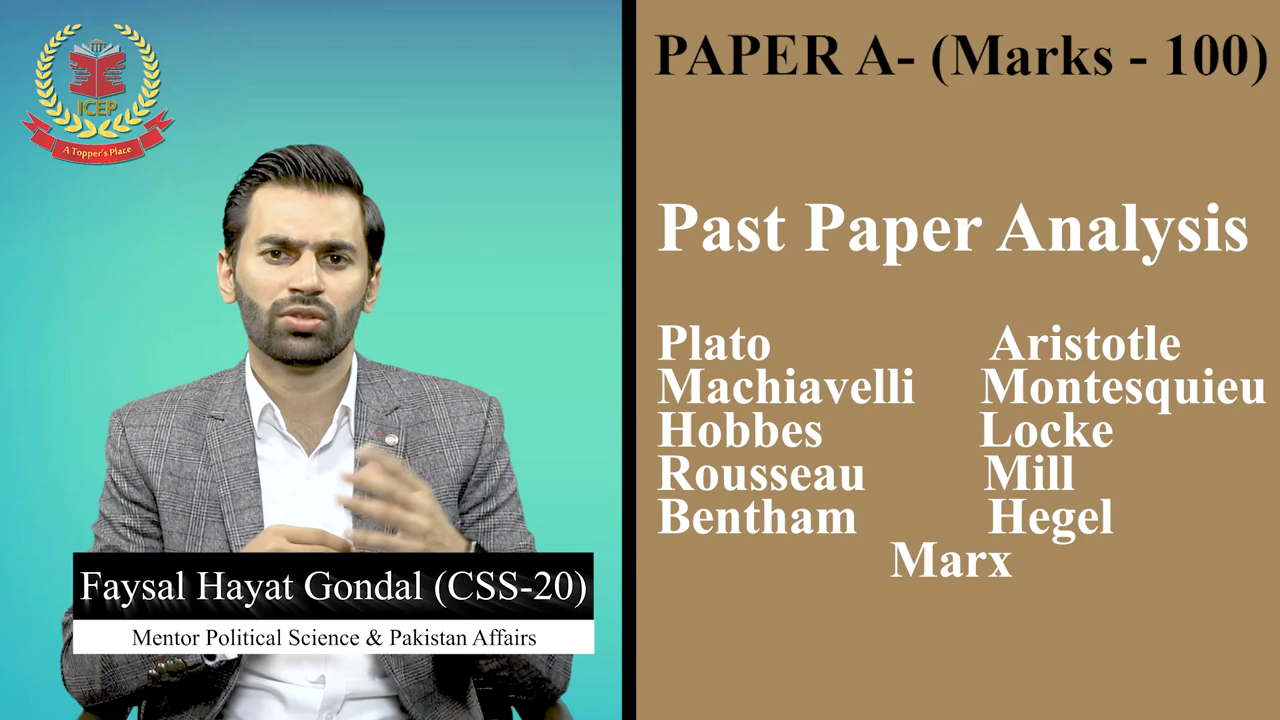 ICEP
A Topper's Place
Faysal Hayat Gondal (CSS-20)
Mentor Political Science & Pakistan Affairs
PAPER A- (Marks - 100)
Past Paper Analysis
Plato Aristotle
Machiavelli Montesquieu
Hobbes Locke
Rousseau Mill
Bentham Hegel
Marx